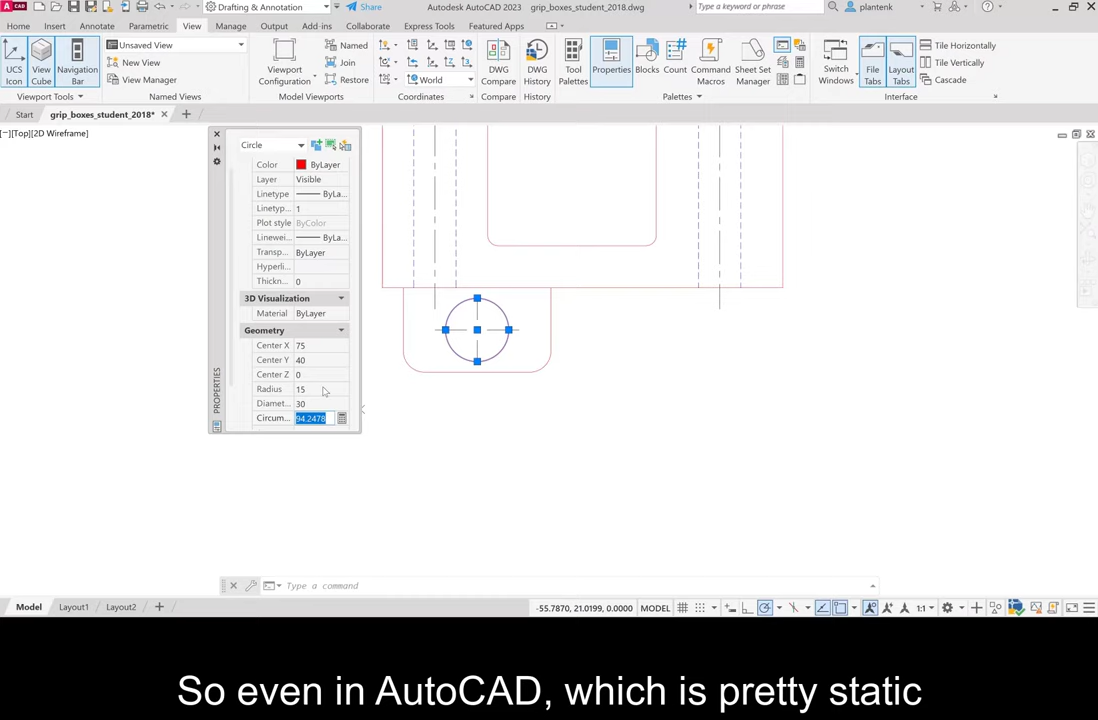 CAD
Drafting & Annotation
Share
Autodesk AutoCAD 2023
grip_boxes_student_2018.dwg
Type a keyword or phrase
plantenk
Home Insert Annotate Parametric View Manage Output Add-ins Collaborate Express Tools Featured Apps
UCS Icon
View Cube
Navigation Bar
Viewport Tools
Unsaved View
New View
View Manager
Named Views
Viewport Configuration
Named
Join
Restore
Model Viewports
World
Coordinates
DWG Compare
Compare
DWG History
History
Tool Palettes
Properties
Blocks
Count
Command Macros
Sheet Set Manager
Palettes
Switch Windows
File Tabs
Layout Tabs
Tile Horizontally
Tile Vertically
Cascade
Interface
Start
grip_boxes_student_2018*
[−][Top][2D Wireframe]
PROPERTIES
Circle
Color ByLayer
Layer Visible
Linetype ByLa...
Linetyp... 1
Plot style ByColor
Linewei... ByLa...
Transp... ByLayer
Hyperli...
Thickn... 0
3D Visualization
Material ByLayer
Geometry
Center X 75
Center Y 40
Center Z 0
Radius 15
Diamet... 30
Circum... 94.2478
Type a command
Model Layout1 Layout2
-55.7870, 21.0199, 0.0000 MODEL
1:1
So even in AutoCAD, which is pretty static